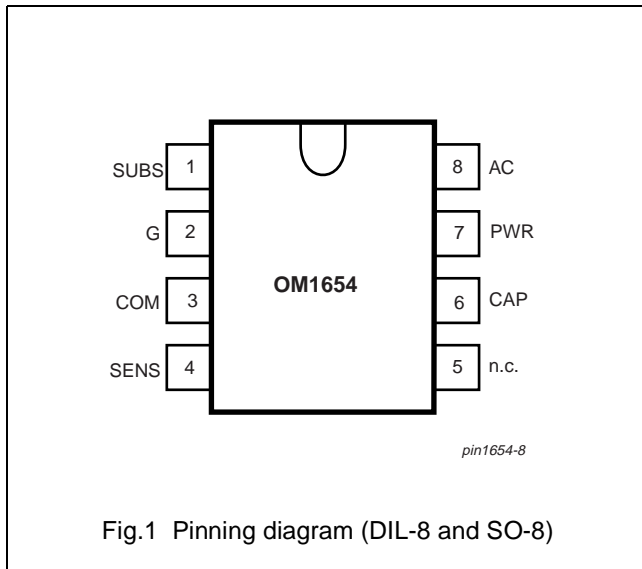 SUBS 1 8 AC
G 2 7 PWR
OM1654
COM 3 6 CAP
SENS 4 5 n.c.
pin1654-8
Fig.1 Pinning diagram (DIL-8 and SO-8)